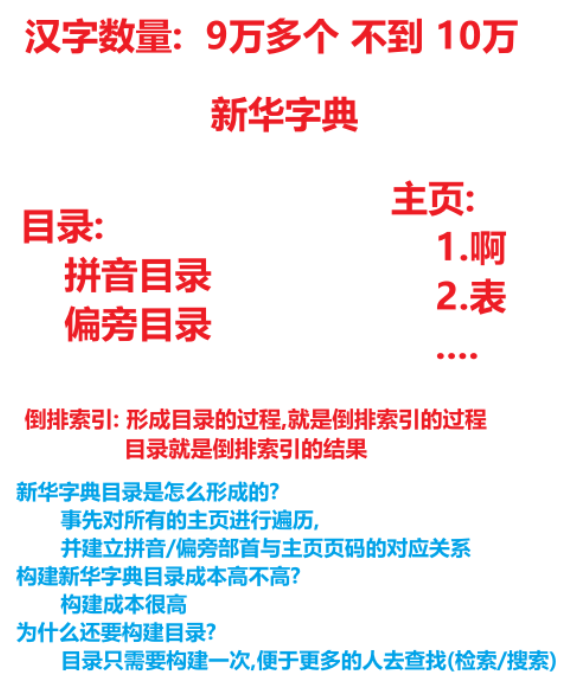 汉字数量: 9万多个 不到 10万
新华字典
目录:
拼音目录
偏旁目录
主页:
1.啊
2.表
....
倒排索引: 形成目录的过程,就是倒排索引的过程
目录就是倒排索引的结果
新华字典目录是怎么形成的?
事先对所有的主页进行遍历,
并建立拼音/偏旁部首与主页页码的对应关系
构建新华字典目录成本高不高?
构建成本很高
为什么还要构建目录?
目录只需要构建一次,便于更多的人去查找(检索/搜索)